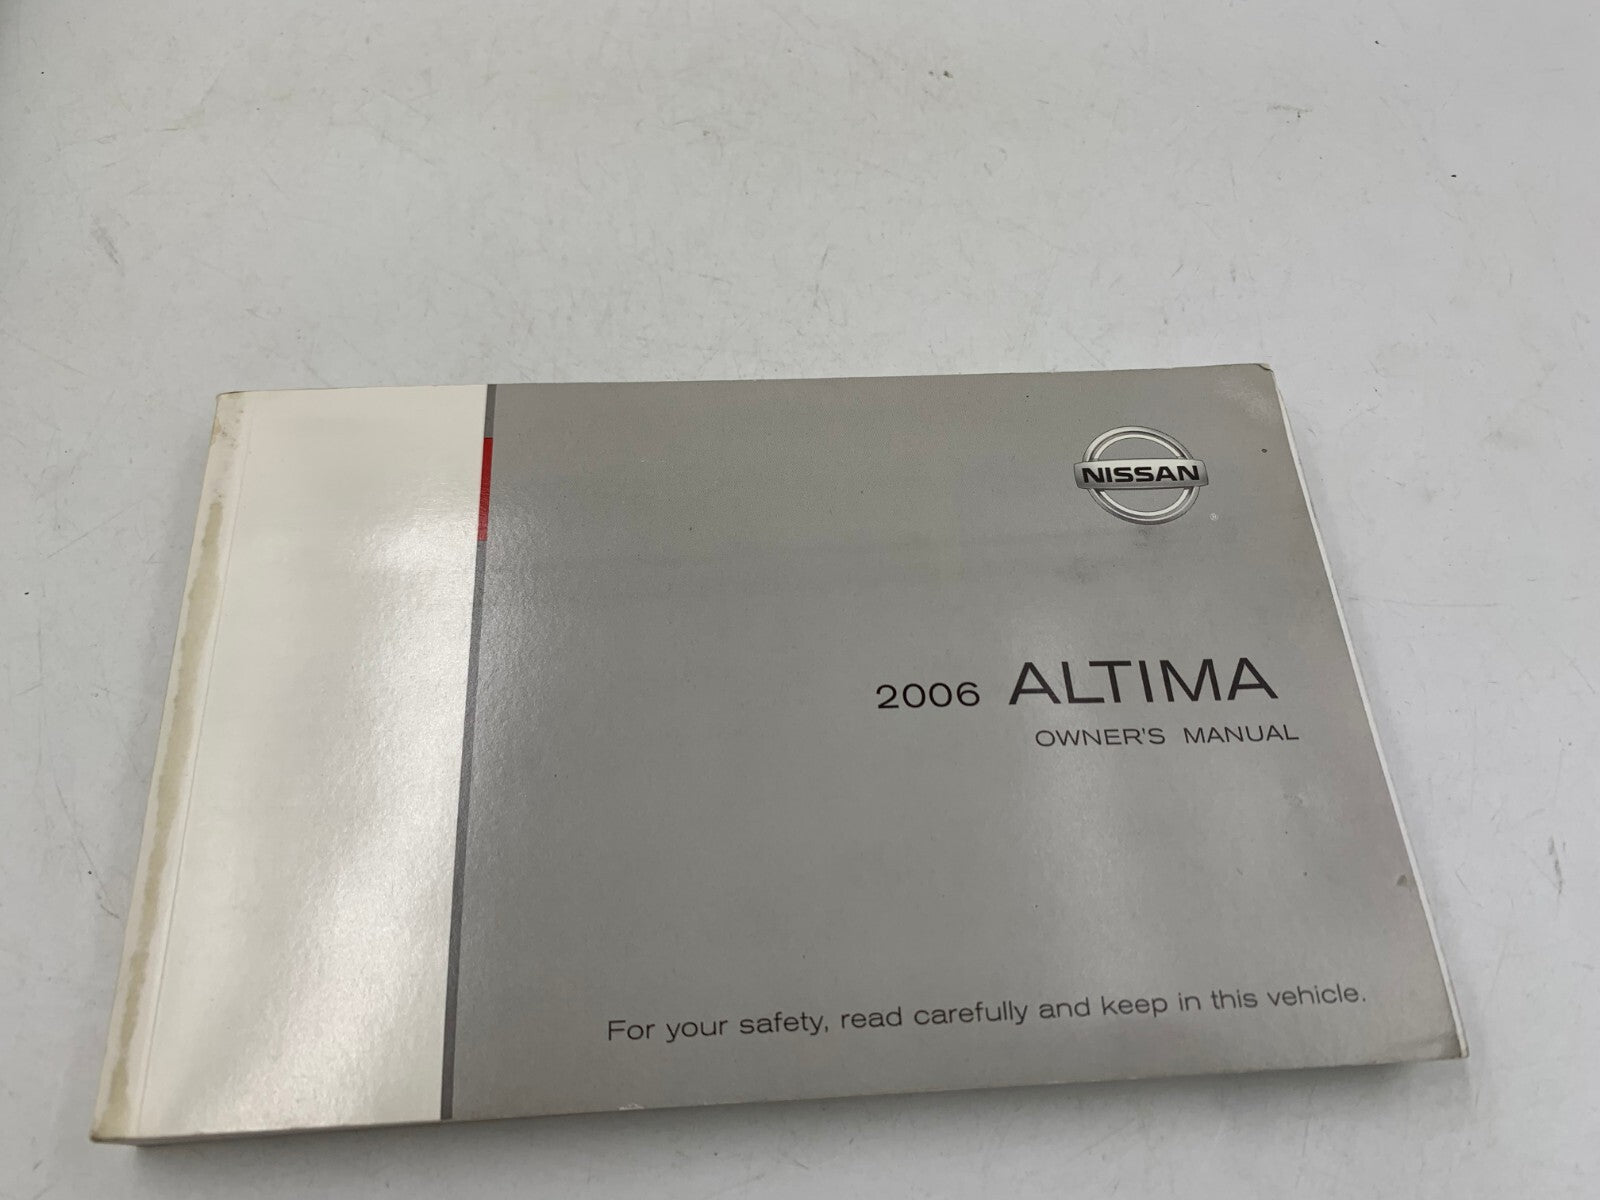 NISSAN
®
2006 ALTIMA
OWNER'S MANUAL
For your safety, read carefully and keep in this vehicle.